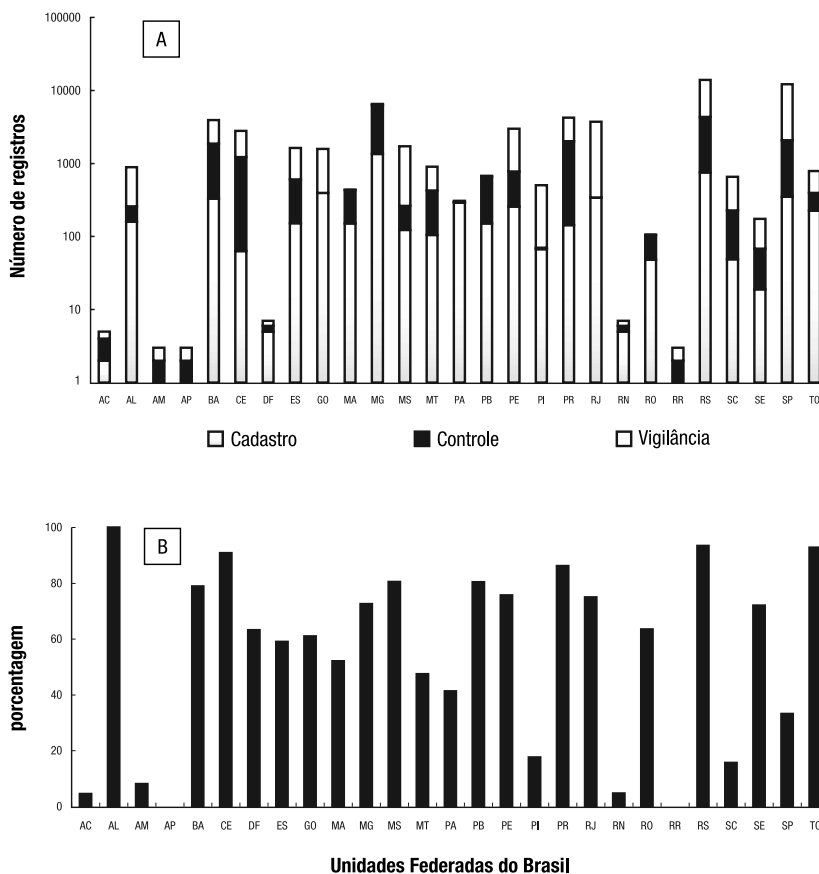 A
Número de registros
100000
10000
1000
100
10
1
AC AL AM AP BA CE DF ES GO MA MG MS MT PA PB PE PI PR RJ RN RO RR RS SC SE SP TO
Cadastro Controle Vigilância
B
porcentagem
100
80
60
40
20
0
AC AL AM AP BA CE DF ES GO MA MG MS MT PA PB PE PI PR RJ RN RO RR RS SC SE SP TO
Unidades Federadas do Brasil